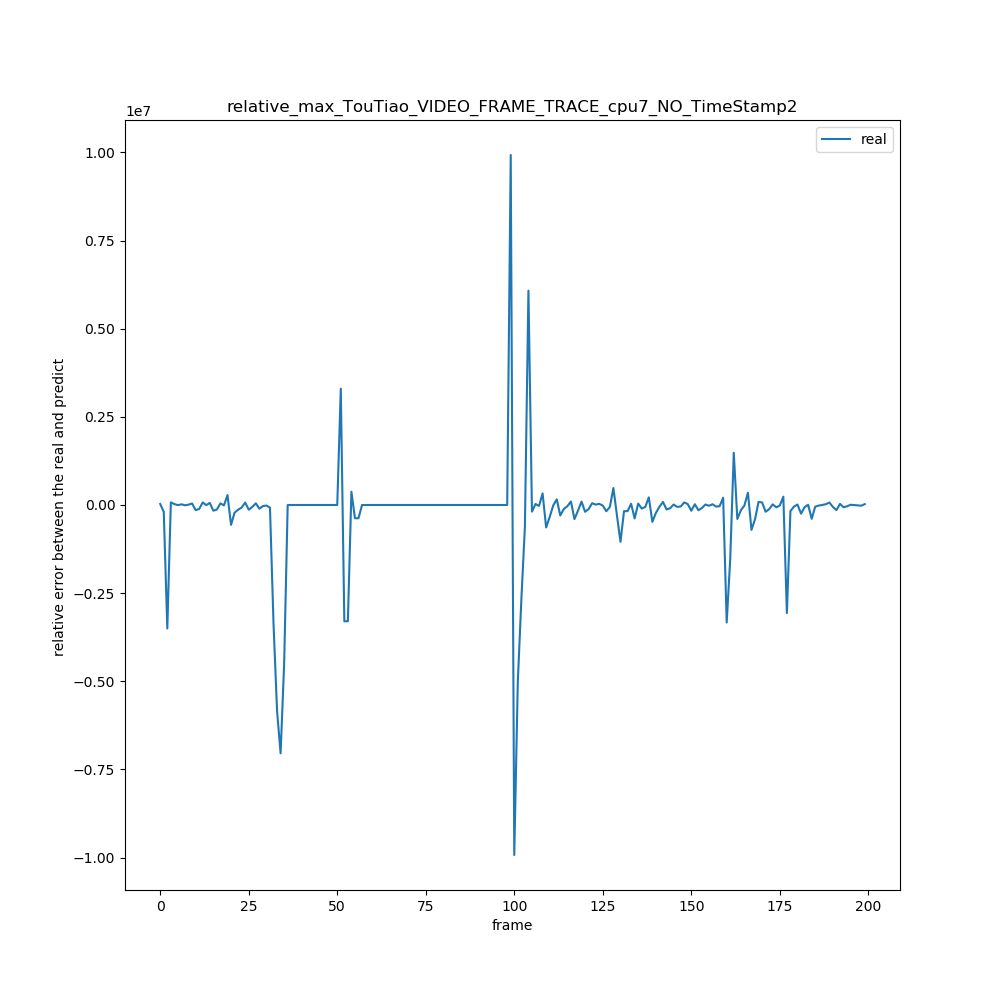 relative_max_TouTiao_VIDEO_FRAME_TRACE_cpu7_NO_TimeStamp2
1e7
real
1.00
0.75
0.50
0.25
0.00
−0.25
−0.50
−0.75
−1.00
relative error between the real and predict
0 25 50 75 100 125 150 175 200
frame